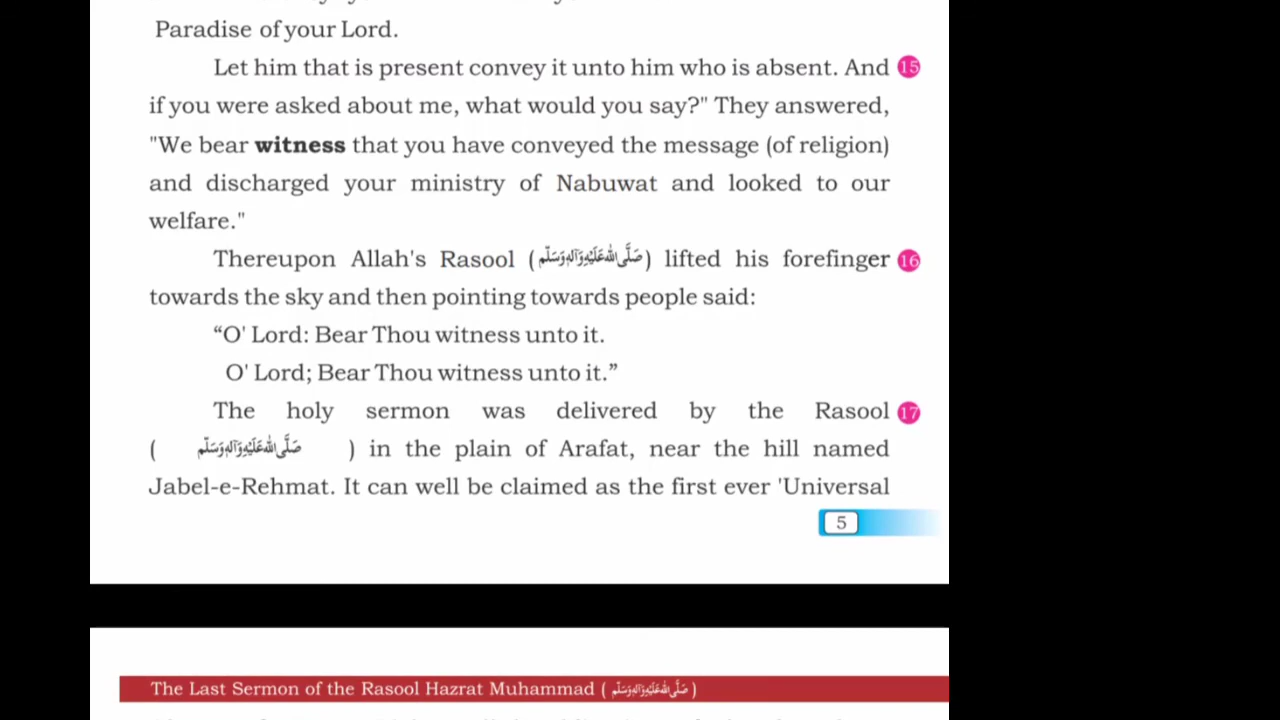 Paradise of your Lord.
Let him that is present convey it unto him who is absent. And 15
if you were asked about me, what would you say?" They answered,
"We bear witness that you have conveyed the message (of religion)
and discharged your ministry of Nabuwat and looked to our
welfare."
Thereupon Allah's Rasool (صَلَّى اللهُ عَلَيْهِ وَآلِهٖ وَسَلَّم) lifted his forefinger 16
towards the sky and then pointing towards people said:
“O' Lord: Bear Thou witness unto it.
O' Lord; Bear Thou witness unto it.”
The holy sermon was delivered by the Rasool 17
( صَلَّى اللهُ عَلَيْهِ وَآلِهٖ وَسَلَّم ) in the plain of Arafat, near the hill named
Jabel-e-Rehmat. It can well be claimed as the first ever 'Universal
5
The Last Sermon of the Rasool Hazrat Muhammad ( صَلَّى اللهُ عَلَيْهِ وَآلِهٖ وَسَلَّم )